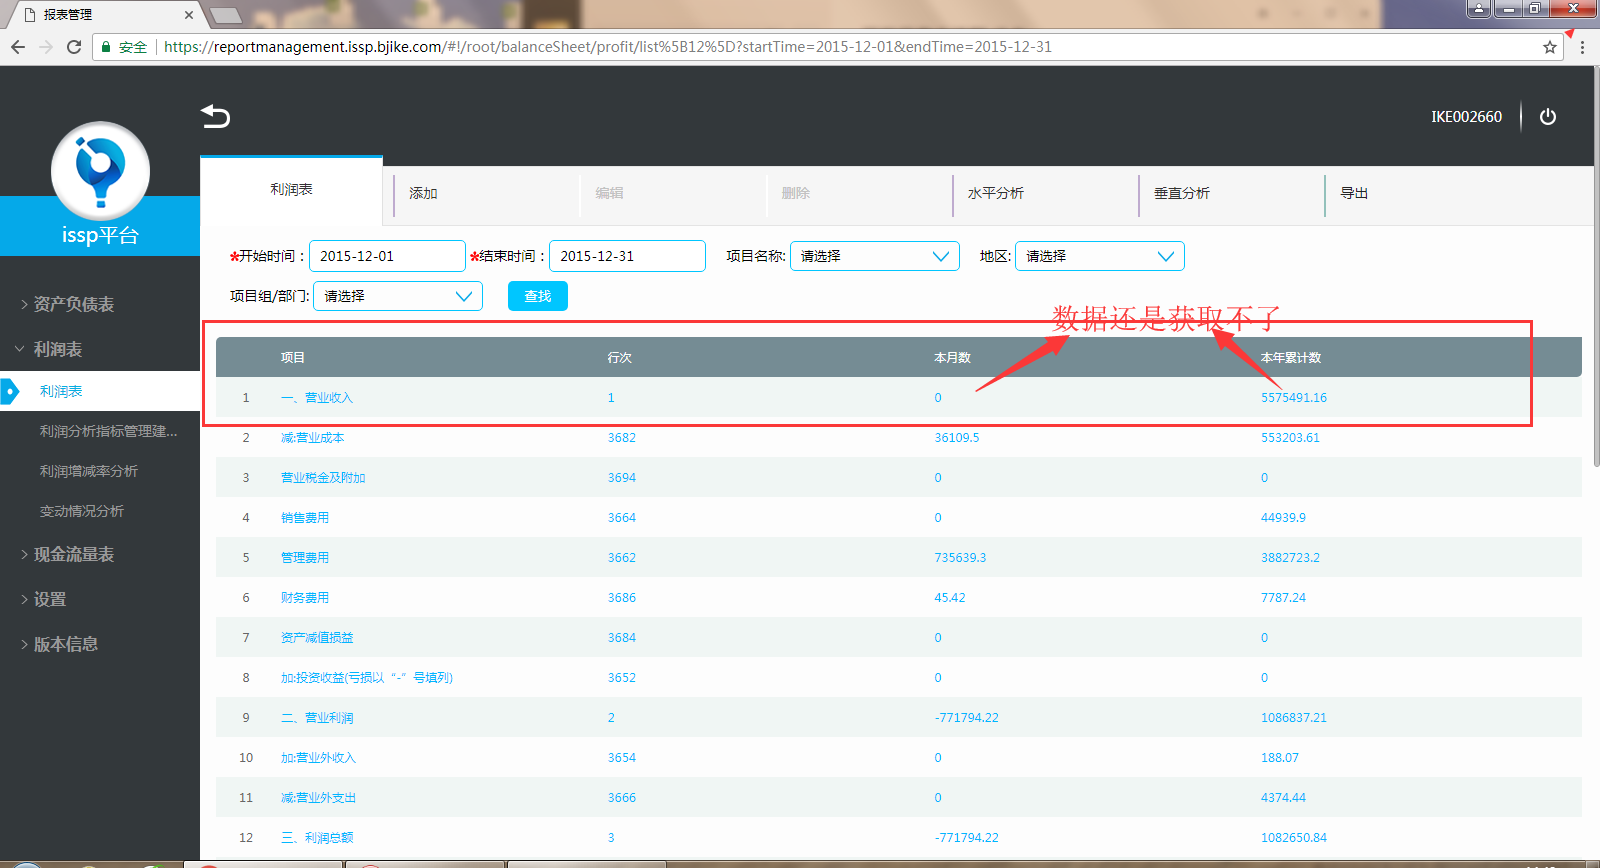 报表管理
安全 https://reportmanagement.issp.bjike.com/#!/root/balanceSheet/profit/list%5B12%5D?startTime=2015-12-01&endTime=2015-12-31
IKE002660
issp平台
利润表 添加 编辑 删除 水平分析 垂直分析 导出
*开始时间： 2015-12-01 *结束时间： 2015-12-31 项目名称: 请选择 地区: 请选择
项目组/部门: 请选择 查找
数据还是获取不了
资产负债表
利润表
利润表
利润分析指标管理建...
利润增减率分析
变动情况分析
现金流量表
设置
版本信息
项目 行次 本月数 本年累计数
1 一、营业收入 1 0 5575491.16
2 减:营业成本 3682 36109.5 553203.61
3 营业税金及附加 3694 0 0
4 销售费用 3664 0 44939.9
5 管理费用 3662 735639.3 3882723.2
6 财务费用 3686 45.42 7787.24
7 资产减值损益 3684 0 0
8 加:投资收益(亏损以“-”号填列) 3652 0 0
9 二、营业利润 2 -771794.22 1086837.21
10 加:营业外收入 3654 0 188.07
11 减:营业外支出 3666 0 4374.44
12 三、利润总额 3 -771794.22 1082650.84